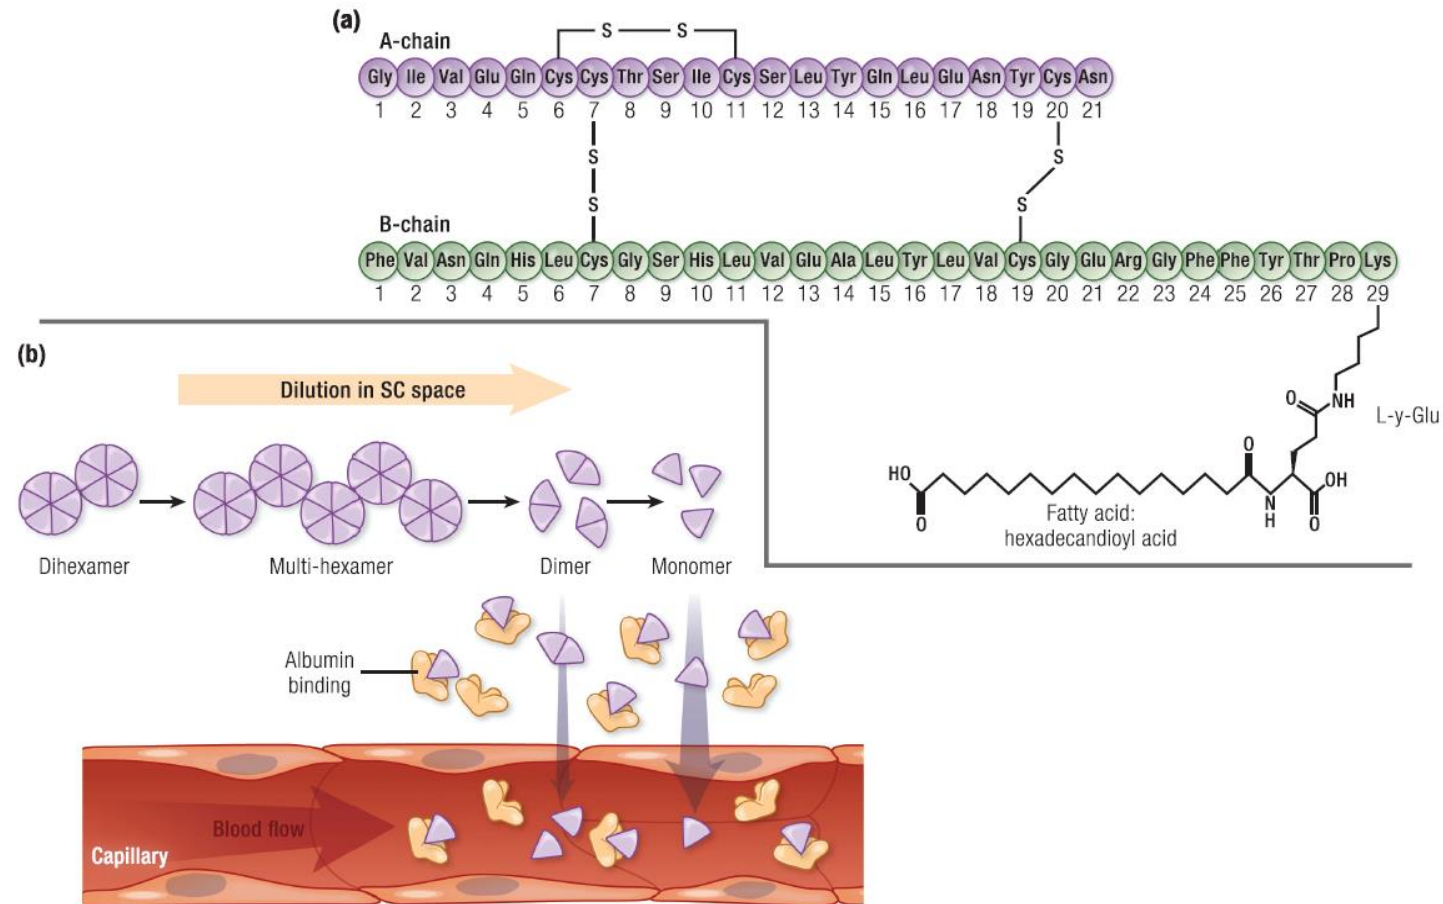 (a)
S S
A-chain
Gly Ile Val Glu Gln Cys Cys Thr Ser Ile Cys Ser Leu Tyr Gln Leu Glu Asn Tyr Cys Asn
1 2 3 4 5 6 7 8 9 10 11 12 13 14 15 16 17 18 19 20 21
S S
S S
B-chain
Phe Val Asn Gln His Leu Cys Gly Ser His Leu Val Glu Ala Leu Tyr Leu Val Cys Gly Glu Arg Gly Phe Phe Tyr Thr Pro Lys
1 2 3 4 5 6 7 8 9 10 11 12 13 14 15 16 17 18 19 20 21 22 23 24 25 26 27 28 29
O
NH
L-y-Glu
HO
O
O
N
H
OH
O
Fatty acid:
hexadecandioyl acid
(b)
Dilution in SC space
Dihexamer
Multi-hexamer
Dimer
Monomer
Albumin
binding
Blood flow
Capillary